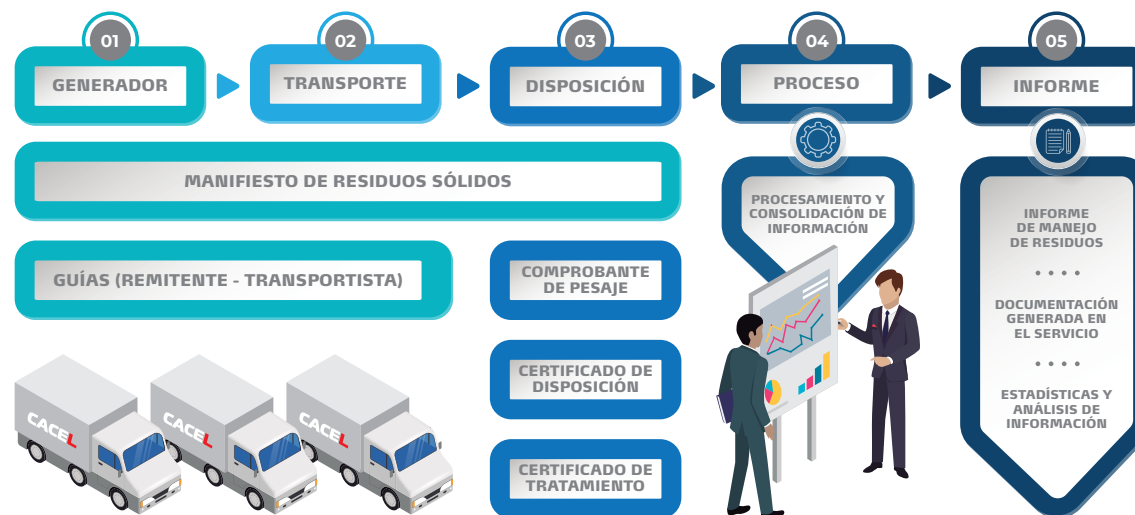 01
02
03
04
05
GENERADOR
TRANSPORTE
DISPOSICIÓN
PROCESO
INFORME
MANIFIESTO DE RESIDUOS SÓLIDOS
PROCESAMIENTO Y
CONSOLIDACIÓN DE
INFORMACIÓN
GUÍAS (REMITENTE - TRANSPORTISTA)
COMPROBANTE
DE PESAJE
CERTIFICADO DE
DISPOSICIÓN
CERTIFICADO DE
TRATAMIENTO
INFORME
DE MANEJO
DE RESIDUOS
DOCUMENTACIÓN
GENERADA EN
EL SERVICIO
ESTADÍSTICAS Y
ANÁLISIS DE
INFORMACIÓN
CACEL
CACEL
CACEL